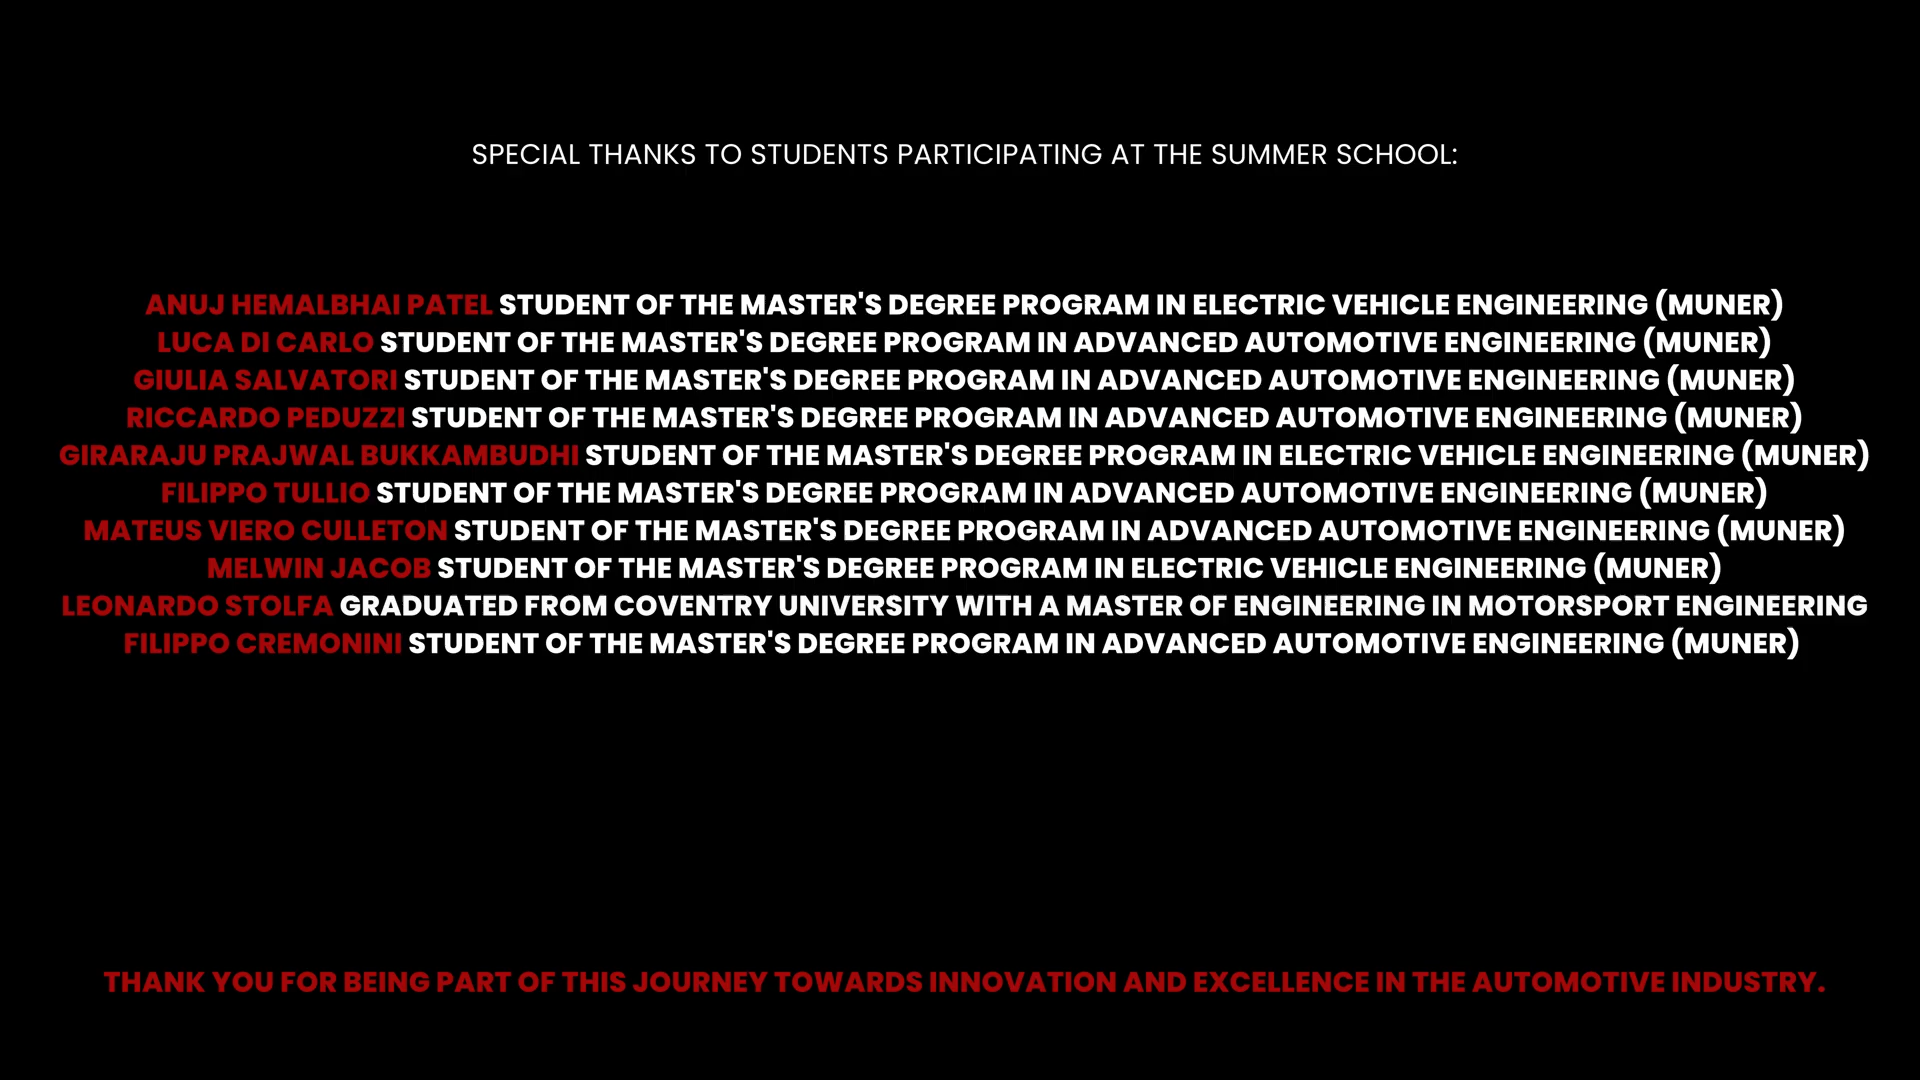 SPECIAL THANKS TO STUDENTS PARTICIPATING AT THE SUMMER SCHOOL:
ANUJ HEMALBHAI PATEL STUDENT OF THE MASTER'S DEGREE PROGRAM IN ELECTRIC VEHICLE ENGINEERING (MUNER)
LUCA DI CARLO STUDENT OF THE MASTER'S DEGREE PROGRAM IN ADVANCED AUTOMOTIVE ENGINEERING (MUNER)
GIULIA SALVATORI STUDENT OF THE MASTER'S DEGREE PROGRAM IN ADVANCED AUTOMOTIVE ENGINEERING (MUNER)
RICCARDO PEDUZZI STUDENT OF THE MASTER'S DEGREE PROGRAM IN ADVANCED AUTOMOTIVE ENGINEERING (MUNER)
GIRARAJU PRAJWAL BUKKAMBUDHI STUDENT OF THE MASTER'S DEGREE PROGRAM IN ELECTRIC VEHICLE ENGINEERING (MUNER)
FILIPPO TULLIO STUDENT OF THE MASTER'S DEGREE PROGRAM IN ADVANCED AUTOMOTIVE ENGINEERING (MUNER)
MATEUS VIERO CULLETON STUDENT OF THE MASTER'S DEGREE PROGRAM IN ADVANCED AUTOMOTIVE ENGINEERING (MUNER)
MELWIN JACOB STUDENT OF THE MASTER'S DEGREE PROGRAM IN ELECTRIC VEHICLE ENGINEERING (MUNER)
LEONARDO STOLFA GRADUATED FROM COVENTRY UNIVERSITY WITH A MASTER OF ENGINEERING IN MOTORSPORT ENGINEERING
FILIPPO CREMONINI STUDENT OF THE MASTER'S DEGREE PROGRAM IN ADVANCED AUTOMOTIVE ENGINEERING (MUNER)
THANK YOU FOR BEING PART OF THIS JOURNEY TOWARDS INNOVATION AND EXCELLENCE IN THE AUTOMOTIVE INDUSTRY.